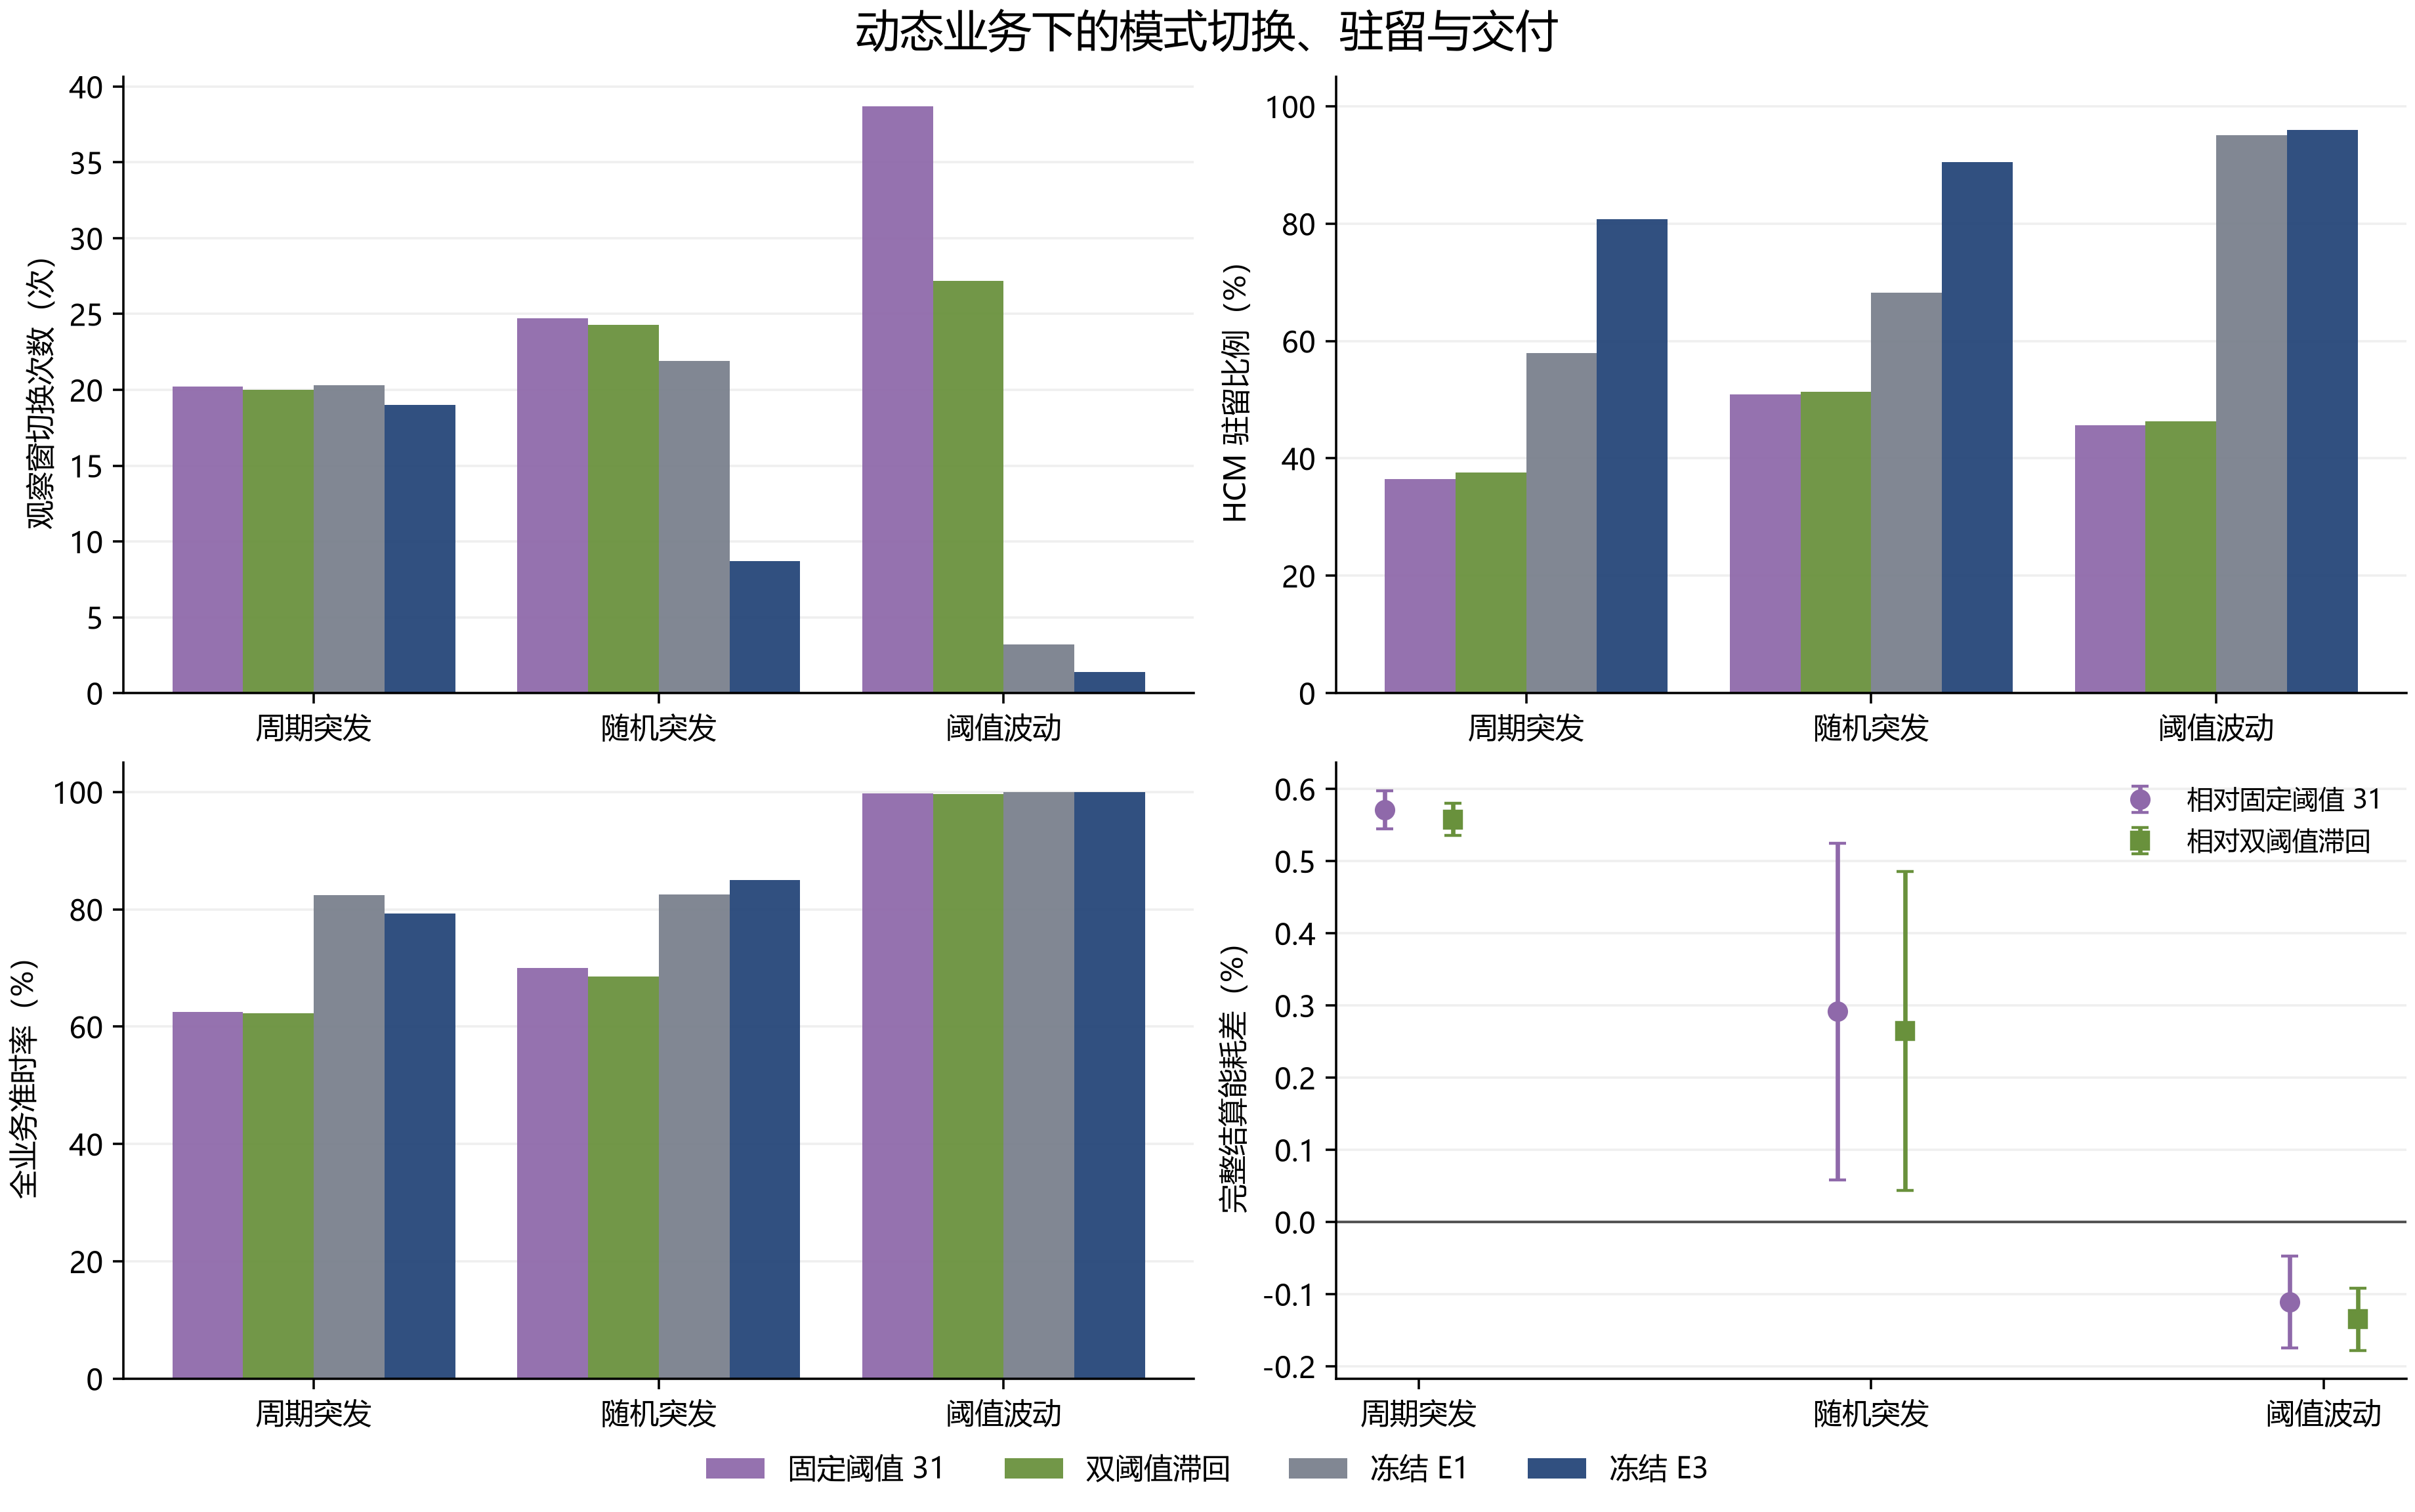 动态业务下的模式切换、驻留与交付
观察窗切换次数（次）
40
35
30
25
20
15
10
5
0
周期突发
随机突发
阈值波动
HCM 驻留比例（%）
100
80
60
40
20
0
周期突发
随机突发
阈值波动
全业务准时率（%）
100
80
60
40
20
0
周期突发
随机突发
阈值波动
完整结算能耗差（%）
0.6
0.5
0.4
0.3
0.2
0.1
0.0
-0.1
-0.2
相对固定阈值 31
相对双阈值滞回
周期突发
随机突发
阈值波动
固定阈值 31
双阈值滞回
冻结 E1
冻结 E3